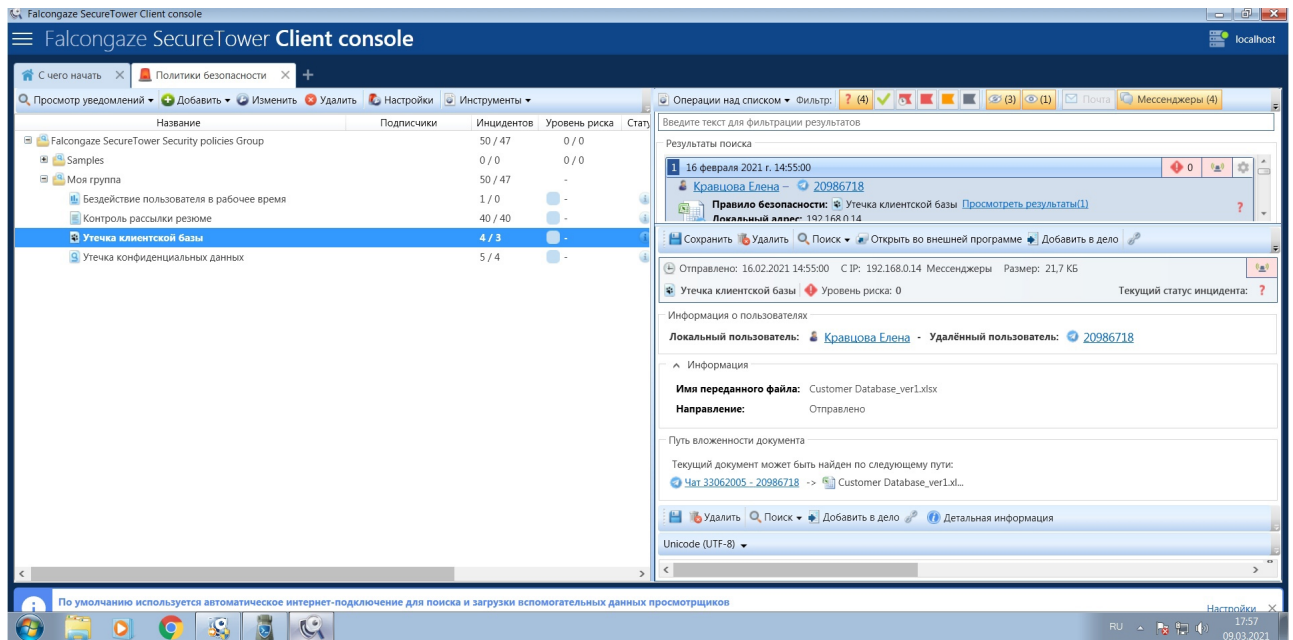 Falcongaze SecureTower Client console
Falcongaze SecureTower Client console
localhost
С чего начать
Политики безопасности
Просмотр уведомлений Добавить Изменить Удалить Настройки Инструменты
Название Подписчики Инцидентов Уровень риска Стату
Falcongaze SecureTower Security policies Group 50 / 47 0 / 0
Samples 0 / 0 0 / 0
Моя группа 50 / 47 -
Бездействие пользователя в рабочее время 1 / 0 -
Контроль рассылки резюме 40 / 40 -
Утечка клиентской базы 4 / 3 -
Утечка конфиденциальных данных 5 / 4 -
Операции над списком Фильтр: ? (4) (3) (1) Почта Мессенджеры (4)
Введите текст для фильтрации результатов
Результаты поиска
1 16 февраля 2021 г. 14:55:00 0
Кравцова Елена – 20986718
Правило безопасности: Утечка клиентской базы Просмотреть результаты(1) ?
Локальный адрес: 192.168.0.14
Сохранить Удалить Поиск Открыть во внешней программе Добавить в дело
Отправлено: 16.02.2021 14:55:00 С IP: 192.168.0.14 Мессенджеры Размер: 21,7 КБ
Утечка клиентской базы Уровень риска: 0 Текущий статус инцидента: ?
Информация о пользователях
Локальный пользователь: Кравцова Елена - Удалённый пользователь: 20986718
Информация
Имя переданного файла: Customer Database_ver1.xlsx
Направление: Отправлено
Путь вложенности документа
Текущий документ может быть найден по следующему пути:
Чат 33062005 - 20986718 -> Customer Database_ver1.xl...
Удалить Поиск Добавить в дело Детальная информация
Unicode (UTF-8)
По умолчанию используется автоматическое интернет-подключение для поиска и загрузки вспомогательных данных просмотрщиков
Настройки
RU 17:57
09.03.2021